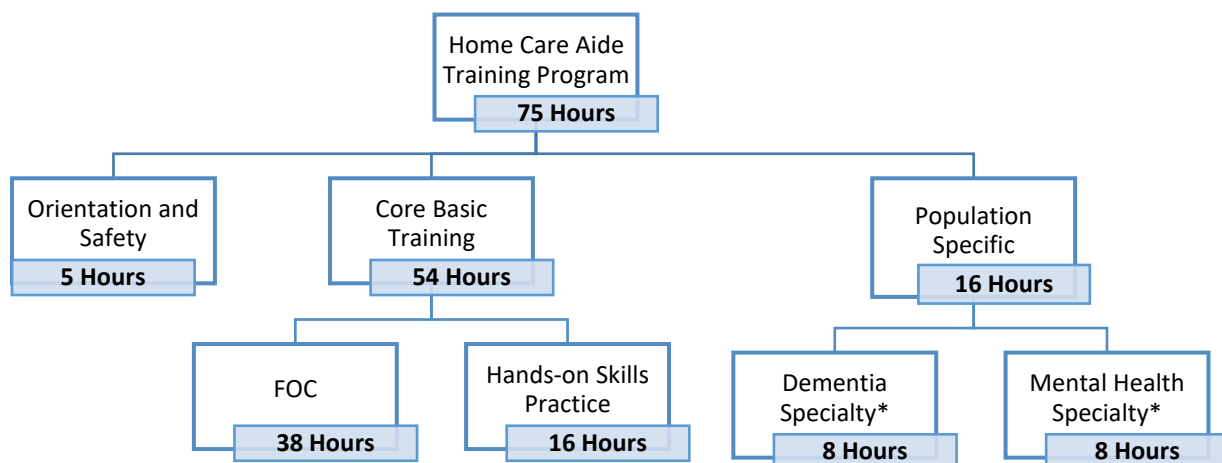 Home Care Aide
Training Program
75 Hours
Orientation and
Safety
5 Hours
Core Basic
Training
54 Hours
Population
Specific
16 Hours
FOC
38 Hours
Hands-on Skills
Practice
16 Hours
Dementia
Specialty*
8 Hours
Mental Health
Specialty*
8 Hours